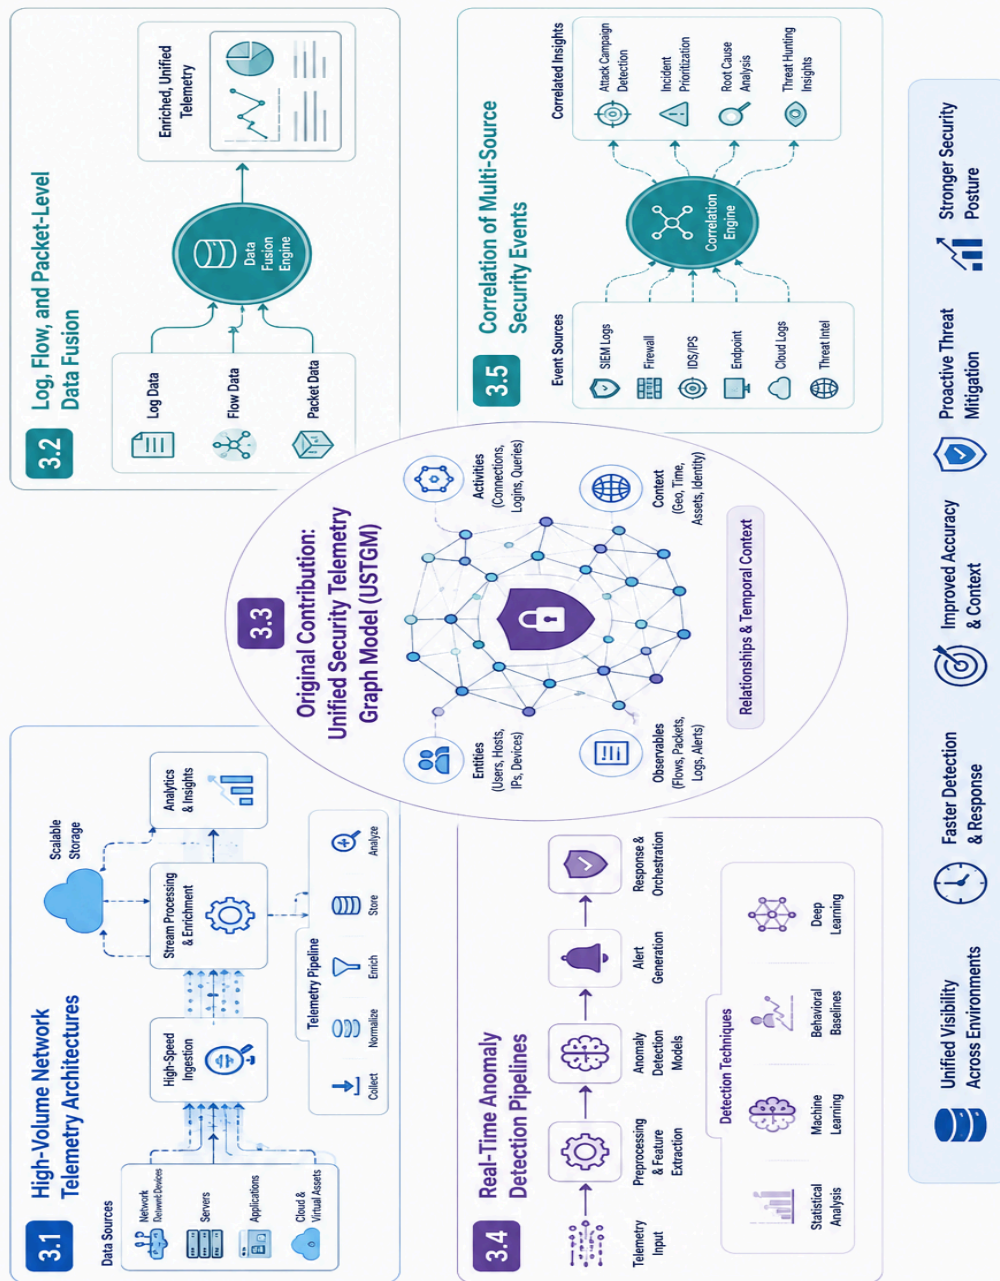 3.1
High-Volume Network
Telemetry Architectures
Data Sources
Network
Devices
Servers
Applications
Cloud &
Virtual Assets
High-Speed
Ingestion
Stream Processing
& Enrichment
Scalable
Storage
Analytics
& Insights
Telemetry Pipeline
Collect
Normalize
Enrich
Store
Analyze
3.2
Log, Flow, and Packet-Level
Data Fusion
Log Data
Flow Data
Packet Data
Data
Fusion
Engine
Enriched, Unified
Telemetry
3.3
Original Contribution:
Unified Security Telemetry
Graph Model (USTGM)
Entities
(Users, Hosts,
IPs, Devices)
Activities
(Connections,
Logins, Queries)
Observables
(Flows, Packets,
Logs, Alerts)
Context
(Geo, Time,
Assets, Identity)
Relationships & Temporal Context
3.4
Real-Time Anomaly
Detection Pipelines
Telemetry
Input
Preprocessing
& Feature
Extraction
Anomaly
Detection
Models
Alert
Generation
Response &
Orchestration
Detection Techniques
Statistical
Analysis
Machine
Learning
Behavioral
Baselines
Deep
Learning
3.5
Correlation of Multi-Source
Security Events
Event Sources
SIEM Logs
Firewall
IDS/IPS
Endpoint
Cloud Logs
Threat Intel
Correlation
Engine
Correlated Insights
Attack Campaign
Detection
Incident
Prioritization
Root Cause
Analysis
Threat Hunting
Insights
Unified Visibility
Across Environments
Faster Detection
& Response
Improved Accuracy
& Context
Proactive Threat
Mitigation
Stronger Security
Posture